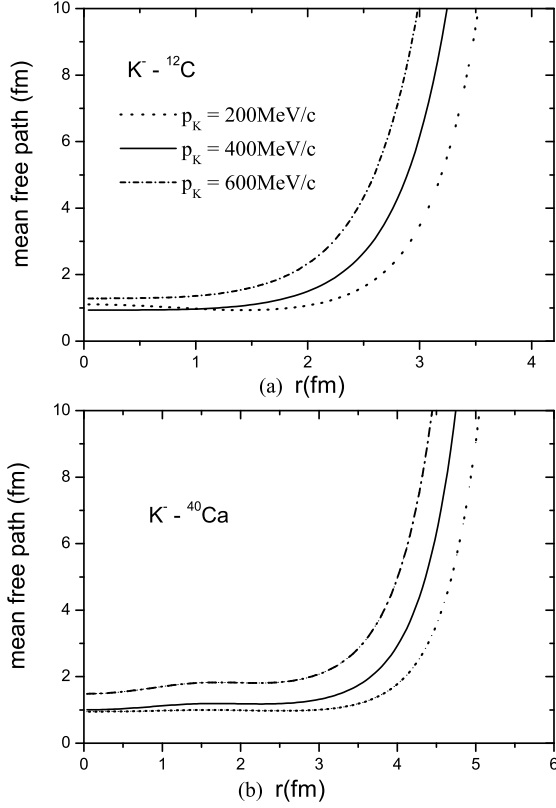 10
8
6
4
2
0
mean free path (fm)
K⁻ - ¹²C
p_K = 200MeV/c
p_K = 400MeV/c
p_K = 600MeV/c
0 1 2 3 4
(a) r(fm)
10
8
6
4
2
0
mean free path (fm)
K⁻ - ⁴⁰Ca
0 1 2 3 4 5 6
(b) r(fm)